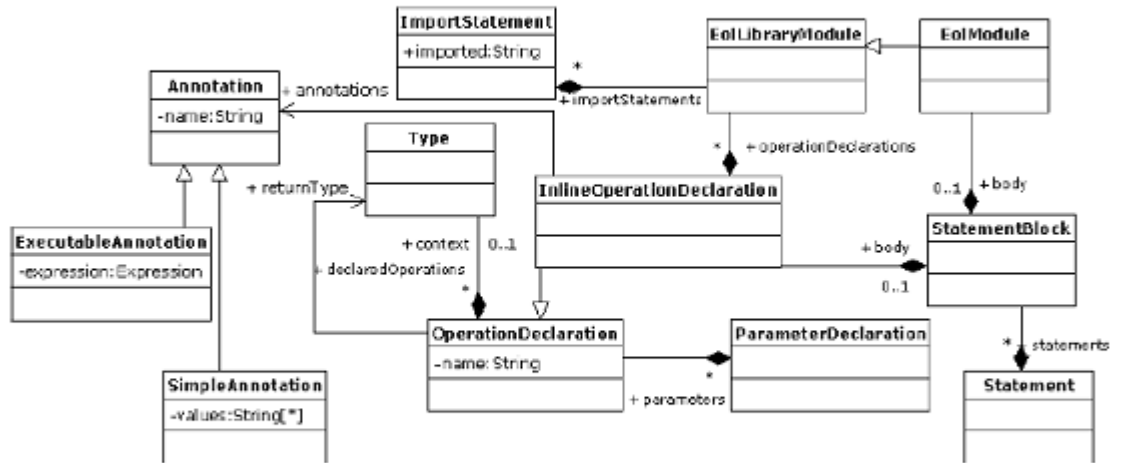 ImportStatement
+imported:String
EolLibraryModule
EolModule
Annotation
-name:String
+ annotations
*
+ importStatements
Type
* + operationDeclarations
+ returnType
InlineOperationDeclaration
0..1 + body
StatementBlock
ExecutableAnnotation
-expression:Expression
+ context 0..1
+ declaredOperations
*
+ body
0..1
OperationDeclaration
-name: String
ParameterDeclaration
*
+ parameters
* + statements
Statement
SimpleAnnotation
-values:String[*]